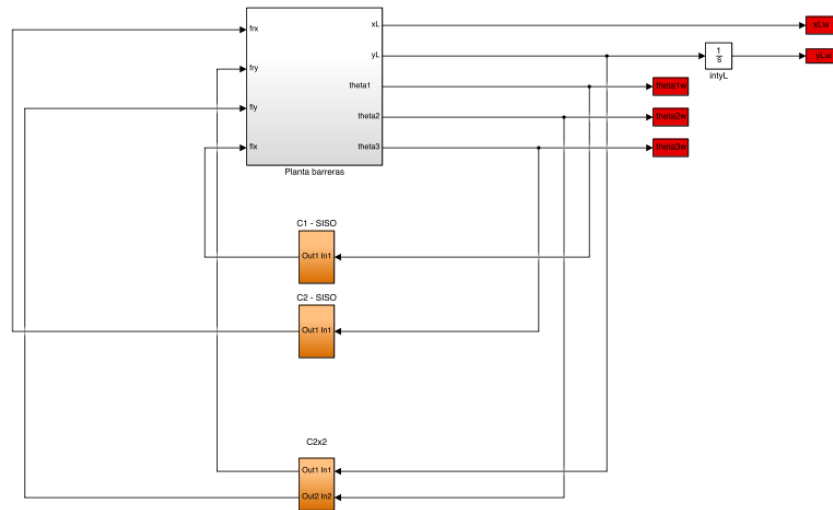 frx
xL
xLw
fry
yL
1
s
intyL
yLw
fly
theta1
theta1w
theta2
theta2w
flx
theta3
theta3w
Planta barreras
C1 - SISO
Out1 In1
C2 - SISO
Out1 In1
C2x2
Out1 In1
Out2 In2